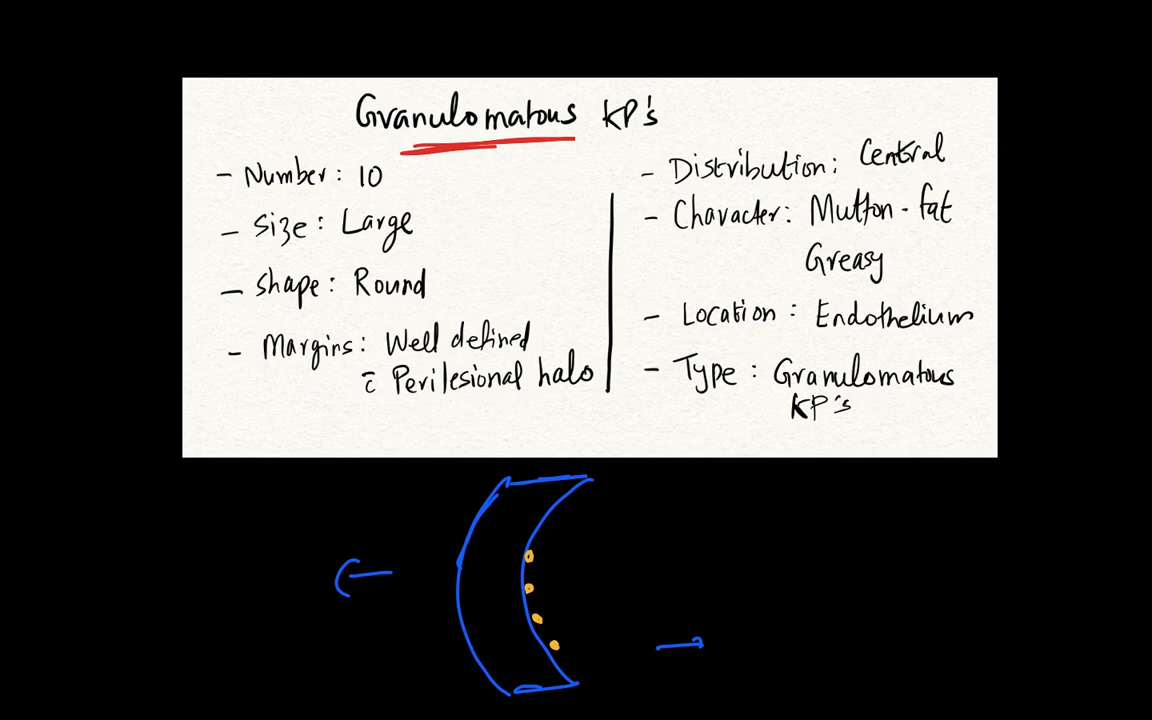 Granulomatous KP's
- Number: 10
- Size: Large
- Shape: Round
- Margins: Well defined
c̄ Perilesional halo
- Distribution: Central
- Character: Mutton-fat
Greasy
- Location: Endothelium
- Type: Granulomatous
KP's